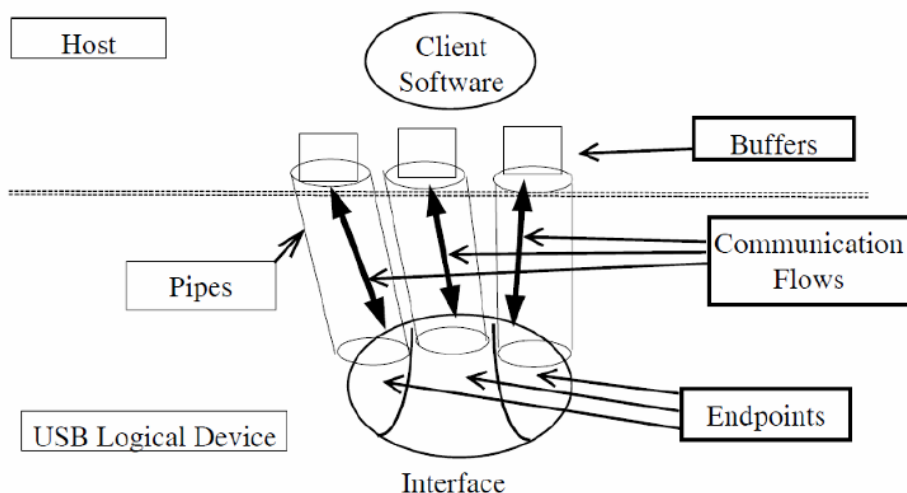 Host
Client
Software
Buffers
Communication
Flows
Pipes
Endpoints
USB Logical Device
Interface